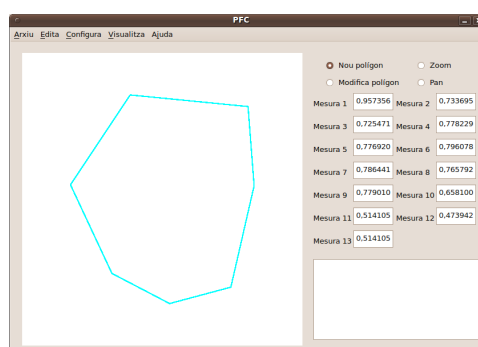 PFC
Arxiu Edita Configura Visualitza Ajuda
Nou polígon Zoom
Modifica polígon Pan
Mesura 1 0,957356 Mesura 2 0,733695
Mesura 3 0,725471 Mesura 4 0,778229
Mesura 5 0,776920 Mesura 6 0,796078
Mesura 7 0,786441 Mesura 8 0,765792
Mesura 9 0,779010 Mesura 10 0,658100
Mesura 11 0,514105 Mesura 12 0,473942
Mesura 13 0,514105